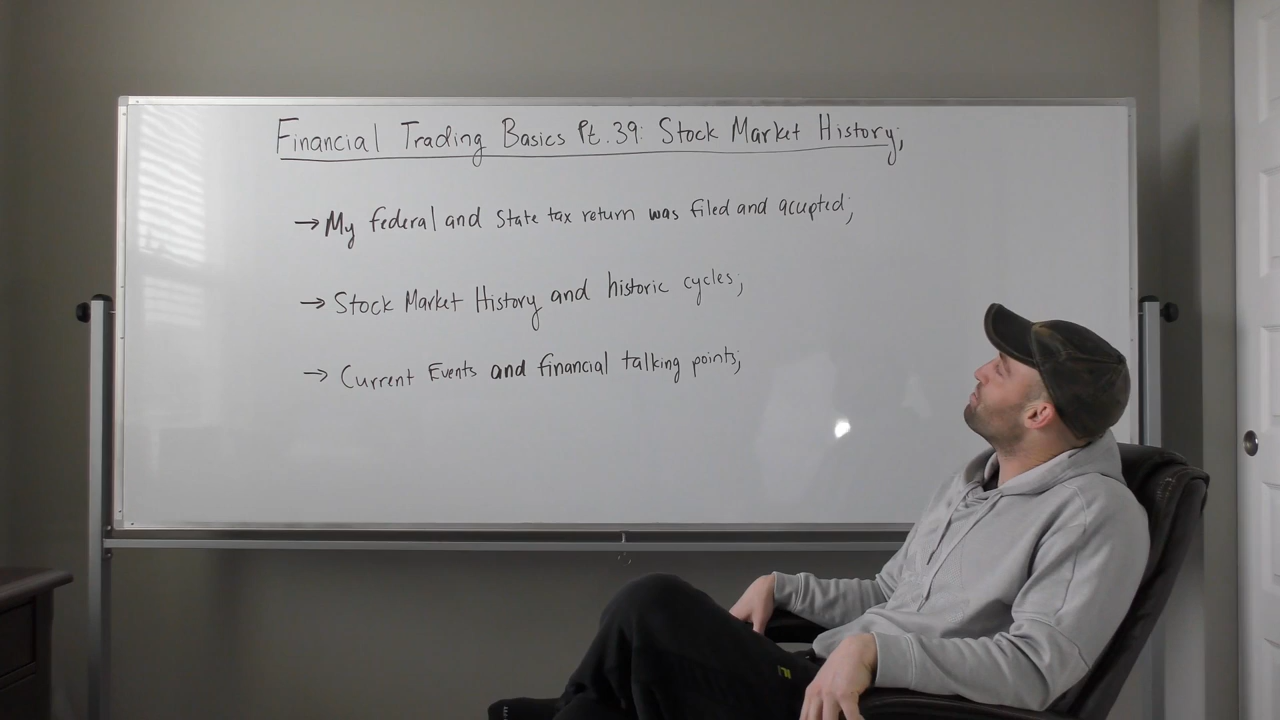 Financial Trading Basics Pt.39: Stock Market History;
→ My federal and State tax return was filed and acupted;
→ Stock Market History and historic cycles;
→ Current Events and financial talking points;